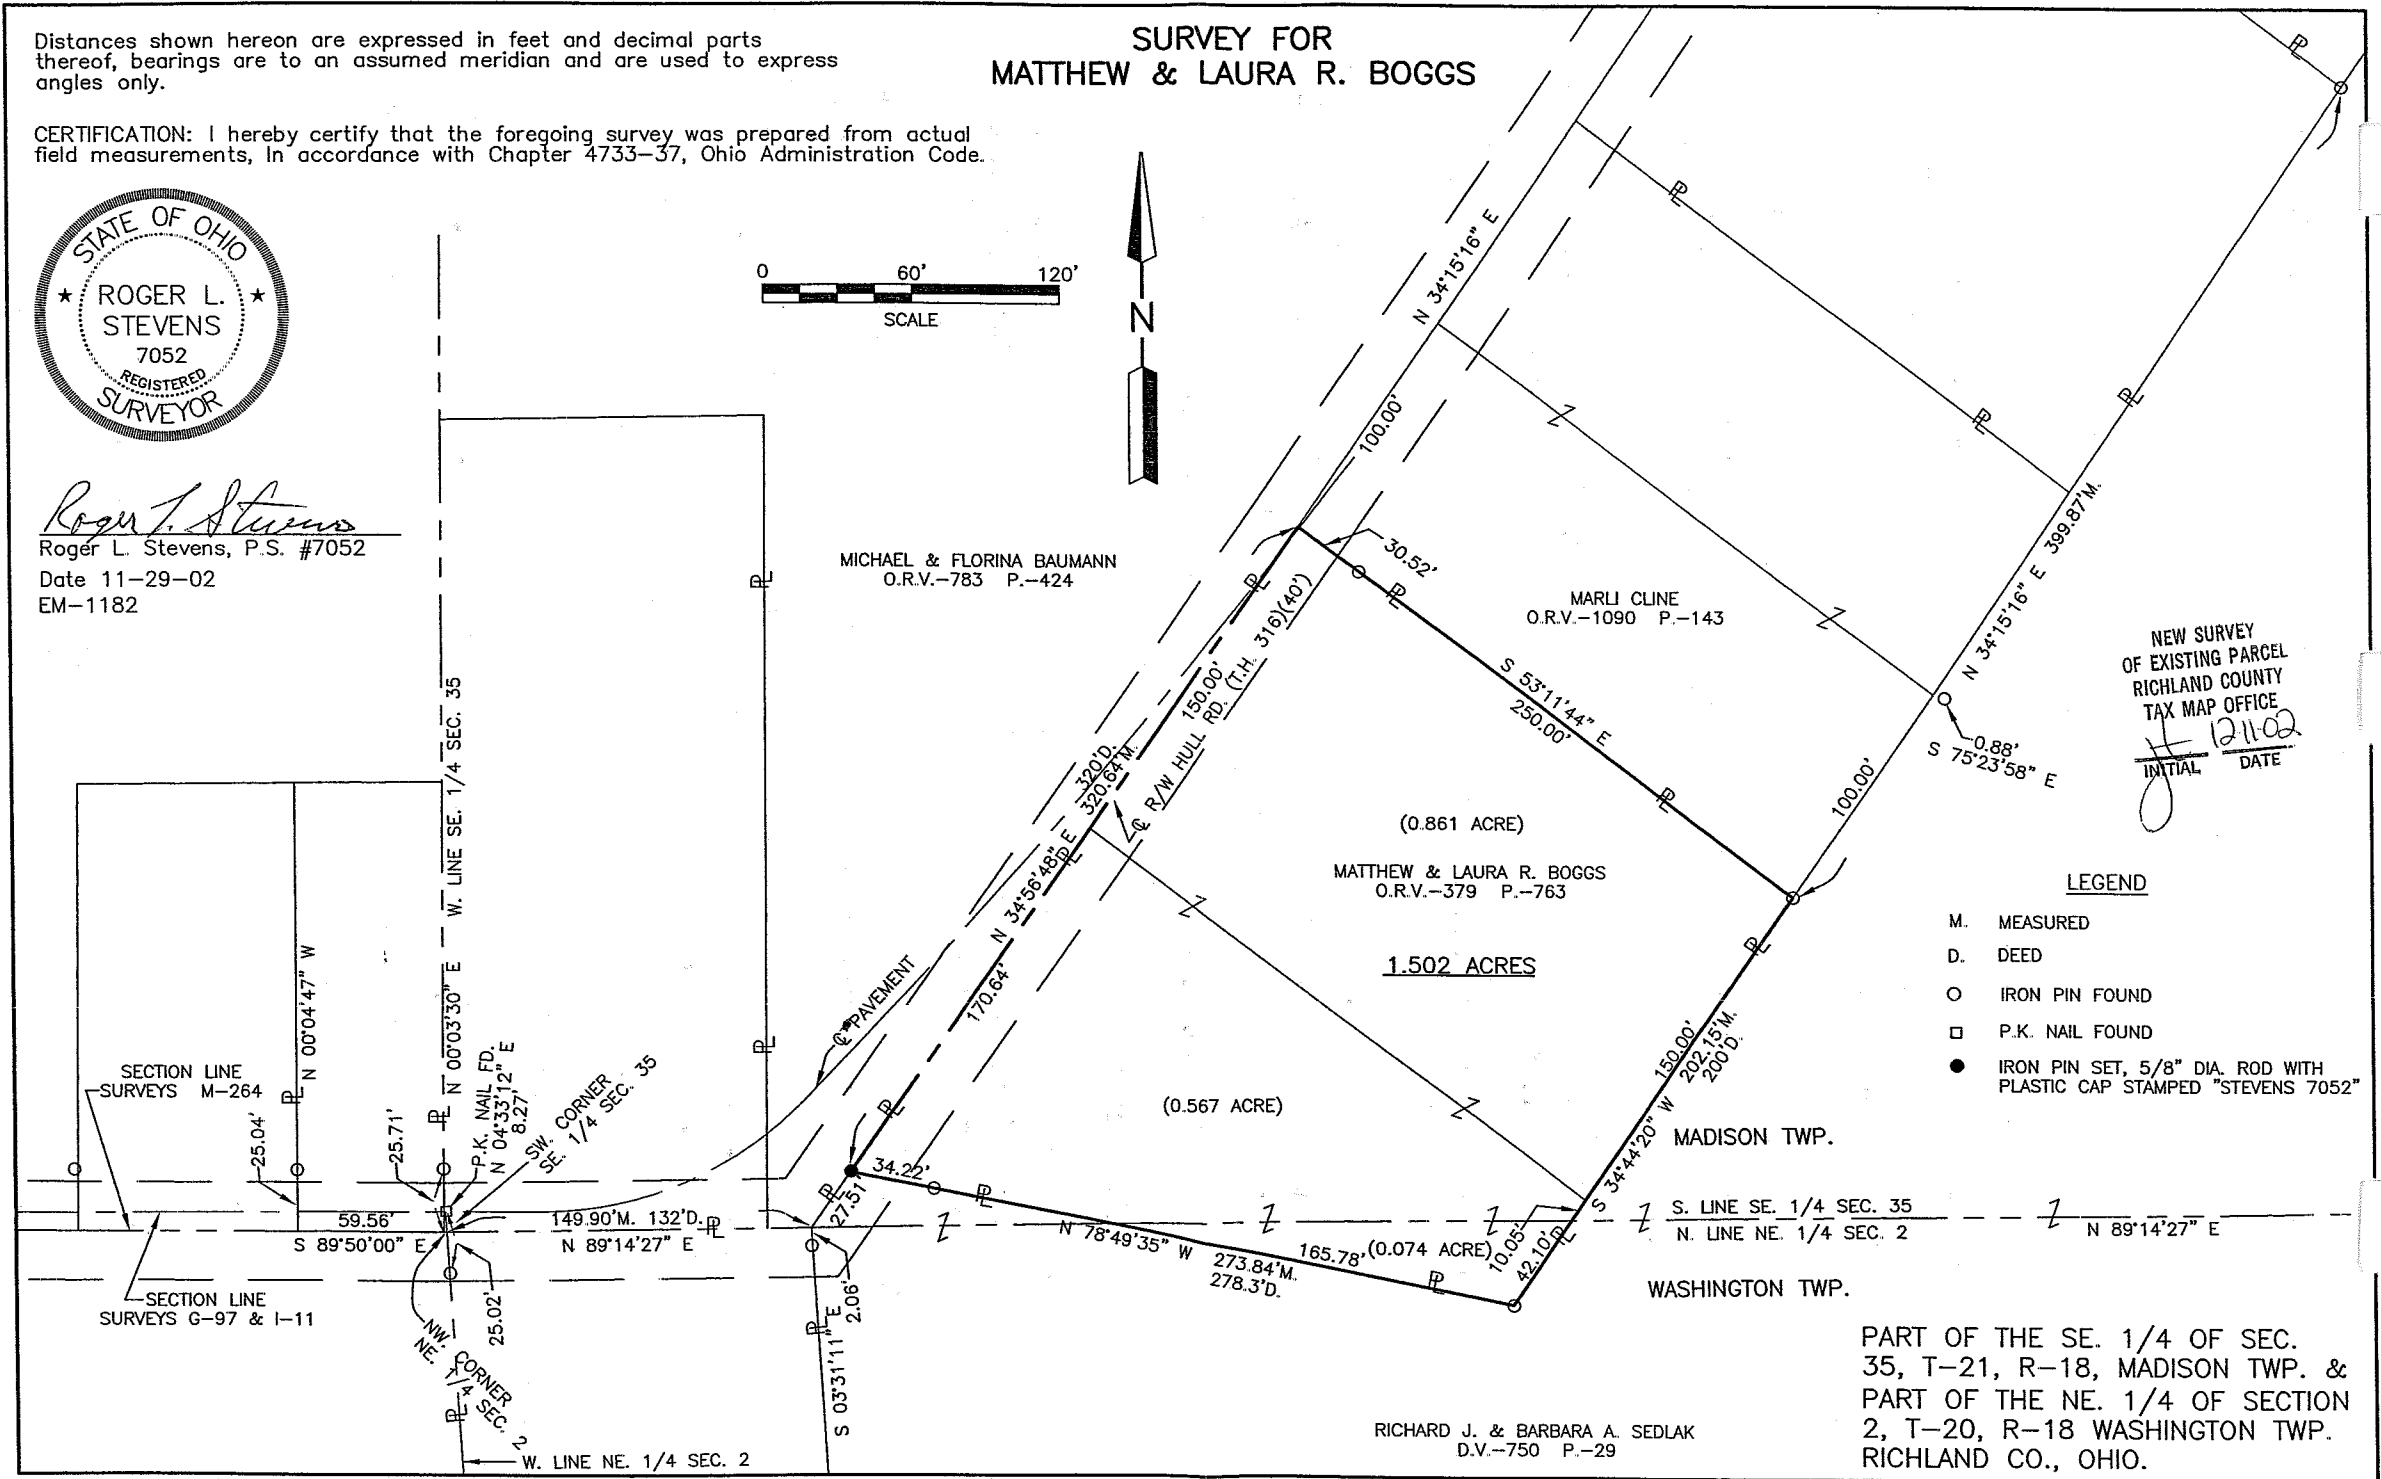 Distances shown hereon are expressed in feet and decimal parts
thereof, bearings are to an assumed meridian and are used to express
angles only.
SURVEY FOR
MATTHEW & LAURA R. BOGGS
CERTIFICATION: I hereby certify that the foregoing survey was prepared from actual
field measurements, In accordance with Chapter 4733-37, Ohio Administration Code.
STATE OF OHIO
★ ROGER L. ★
STEVENS
7052
REGISTERED
SURVEYOR
Roger L. Stevens
Roger L. Stevens, P.S. #7052
Date 11-29-02
EM-1182
0 60' 120'
SCALE
N
MICHAEL & FLORINA BAUMANN
O.R.V.-783 P.-424
N 34°15'16" E
100.00'
30.52'
MARLI CLINE
O.R.V.-1090 P.-143
S 53°11'44" E
250.00'
N 34°15'16" E 399.87'M.
0.88'
S 75°23'58" E
100.00'
NEW SURVEY
OF EXISTING PARCEL
RICHLAND COUNTY
TAX MAP OFFICE
12-11-02
INITIAL DATE
150.00'
℄ R/W HULL RD. (T.H. 316)(40')
320'D.
N 34°56'48" E 320.64'M.
170.64'
℄ PAVEMENT
(0.861 ACRE)
MATTHEW & LAURA R. BOGGS
O.R.V.-379 P.-763
1.502 ACRES
(0.567 ACRE)
LEGEND
M. MEASURED
D. DEED
IRON PIN FOUND
P.K. NAIL FOUND
IRON PIN SET, 5/8" DIA. ROD WITH
PLASTIC CAP STAMPED "STEVENS 7052"
150.00'
S 34°44'20" W 202.15'M.
200'D.
MADISON TWP.
S. LINE SE. 1/4 SEC. 35
N. LINE NE. 1/4 SEC. 2
N 89°14'27" E
WASHINGTON TWP.
W. LINE SE. 1/4 SEC. 35
N 00°03'30" E
N 00°04'47" W
SECTION LINE
SURVEYS M-264
25.04'
25.71'
P.K. NAIL FD.
N 04°33'12" E
8.27'
SW. CORNER
SE. 1/4 SEC. 35
59.56'
S 89°50'00" E
149.90'M. 132'D.
N 89°14'27" E
SECTION LINE
SURVEYS G-97 & I-11
25.02'
NW. CORNER
NE. 1/4 SEC. 2
W. LINE NE. 1/4 SEC. 2
27.51'
34.22'
2.06'
S 03°31'11" E
N 78°49'35" W
273.84'M.
278.3'D.
165.78'
(0.074 ACRE)
10.05'
42.10'
RICHARD J. & BARBARA A. SEDLAK
D.V.-750 P.-29
PART OF THE SE. 1/4 OF SEC.
35, T-21, R-18, MADISON TWP. &
PART OF THE NE. 1/4 OF SECTION
2, T-20, R-18 WASHINGTON TWP.
RICHLAND CO., OHIO.